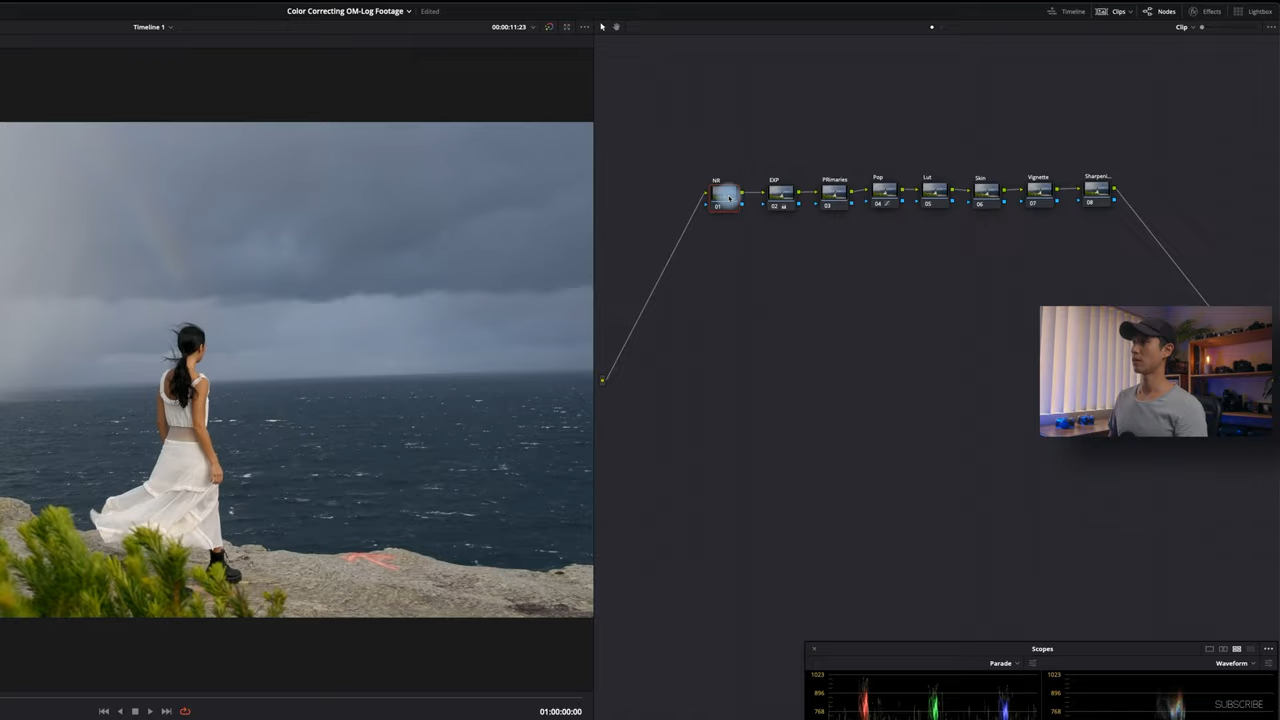 Color Correcting OM-Log Footage Edited
Timeline Clips Nodes Effects Lightbox
Timeline 1 00:00:11:23 Clip
NR EXP PRimaries Pop Lut Skin Vignette Sharpeni...
01 02 03 04 05 06 07 08
Scopes
Parade Waveform
1023 1023
896 896
768 768
SUBSCRIBE
01:00:00:00